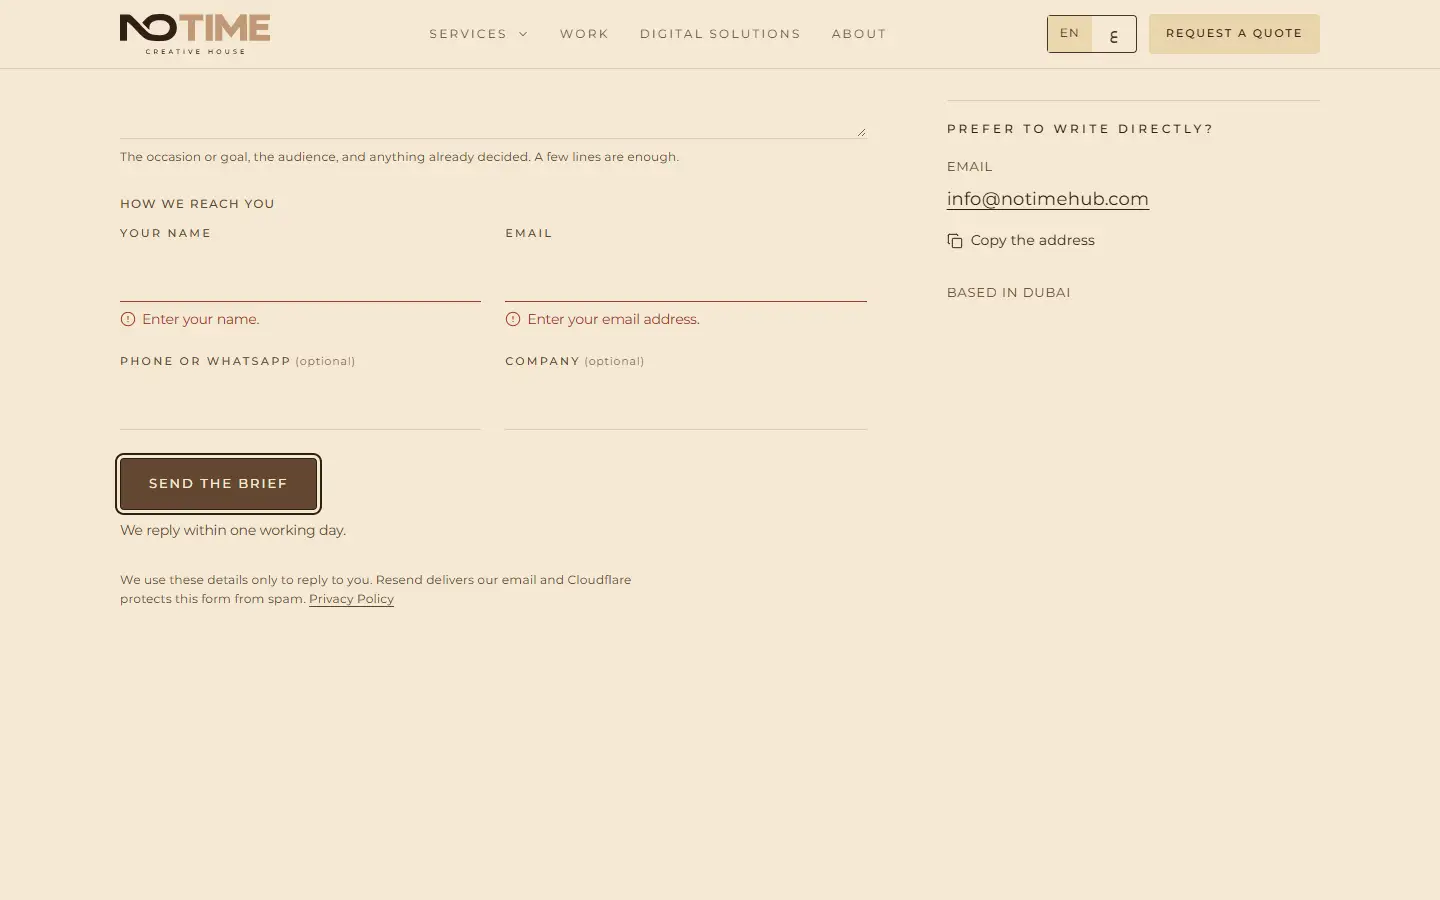 NOTIME
CREATIVE HOUSE
SERVICES
WORK
DIGITAL SOLUTIONS
ABOUT
EN
ع
REQUEST A QUOTE
The occasion or goal, the audience, and anything already decided. A few lines are enough.
HOW WE REACH YOU
YOUR NAME
EMAIL
Enter your name.
Enter your email address.
PHONE OR WHATSAPP (optional)
COMPANY (optional)
SEND THE BRIEF
We reply within one working day.
We use these details only to reply to you. Resend delivers our email and Cloudflare
protects this form from spam. Privacy Policy
PREFER TO WRITE DIRECTLY?
EMAIL
info@notimehub.com
Copy the address
BASED IN DUBAI